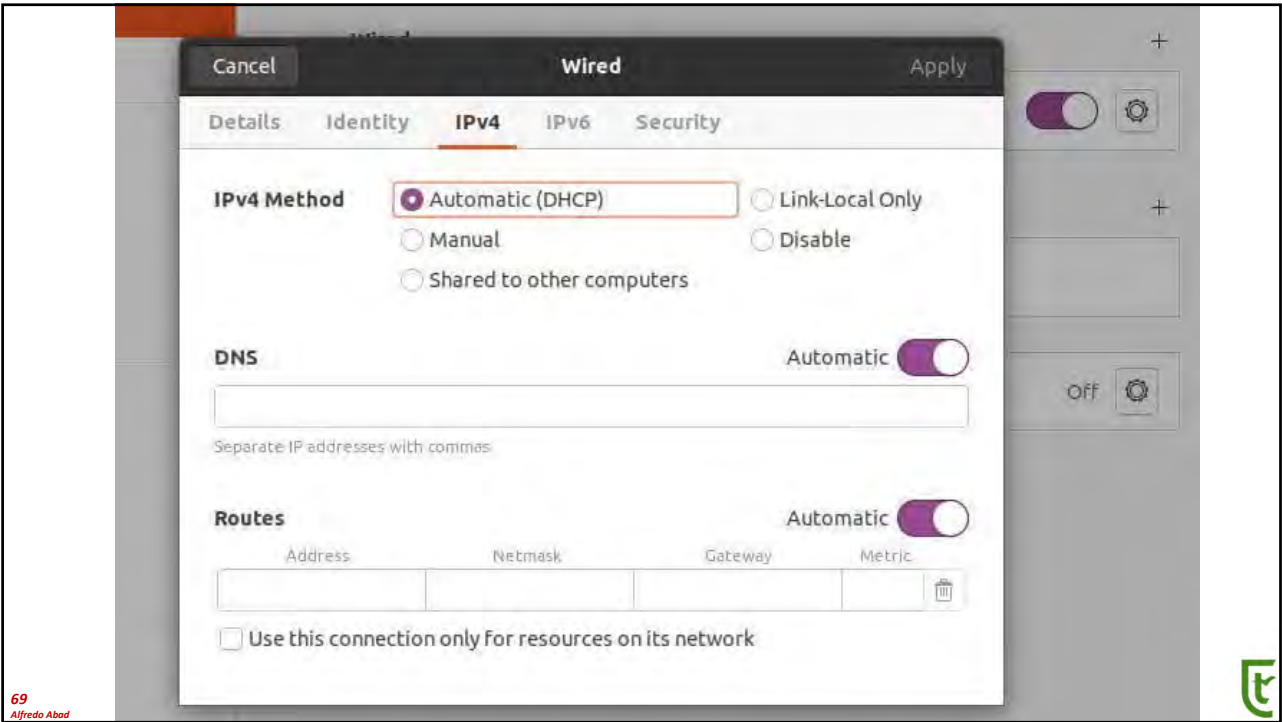 Cancel Wired Apply
Details Identity IPv4 IPv6 Security
IPv4 Method Automatic (DHCP) Link-Local Only
Manual Disable
Shared to other computers
DNS Automatic
Separate IP addresses with commas
Off
Routes Automatic
Address Netmask Gateway Metric
Use this connection only for resources on its network
69
Alfredo Abad